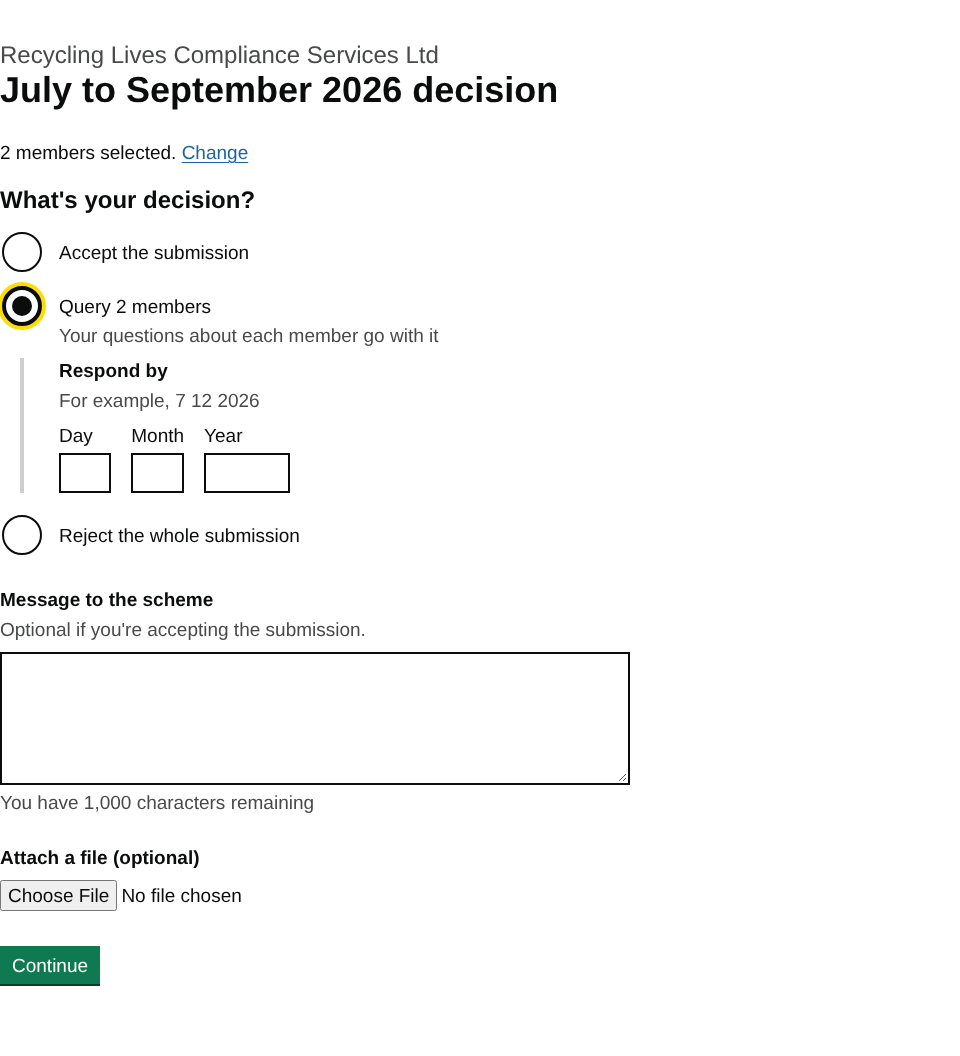 Recycling Lives Compliance Services Ltd
July to September 2026 decision
2 members selected. Change
What's your decision?
Accept the submission
Query 2 members
Your questions about each member go with it
Respond by
For example, 7 12 2026
Day Month Year
Reject the whole submission
Message to the scheme
Optional if you're accepting the submission.
You have 1,000 characters remaining
Attach a file (optional)
Choose File No file chosen
Continue